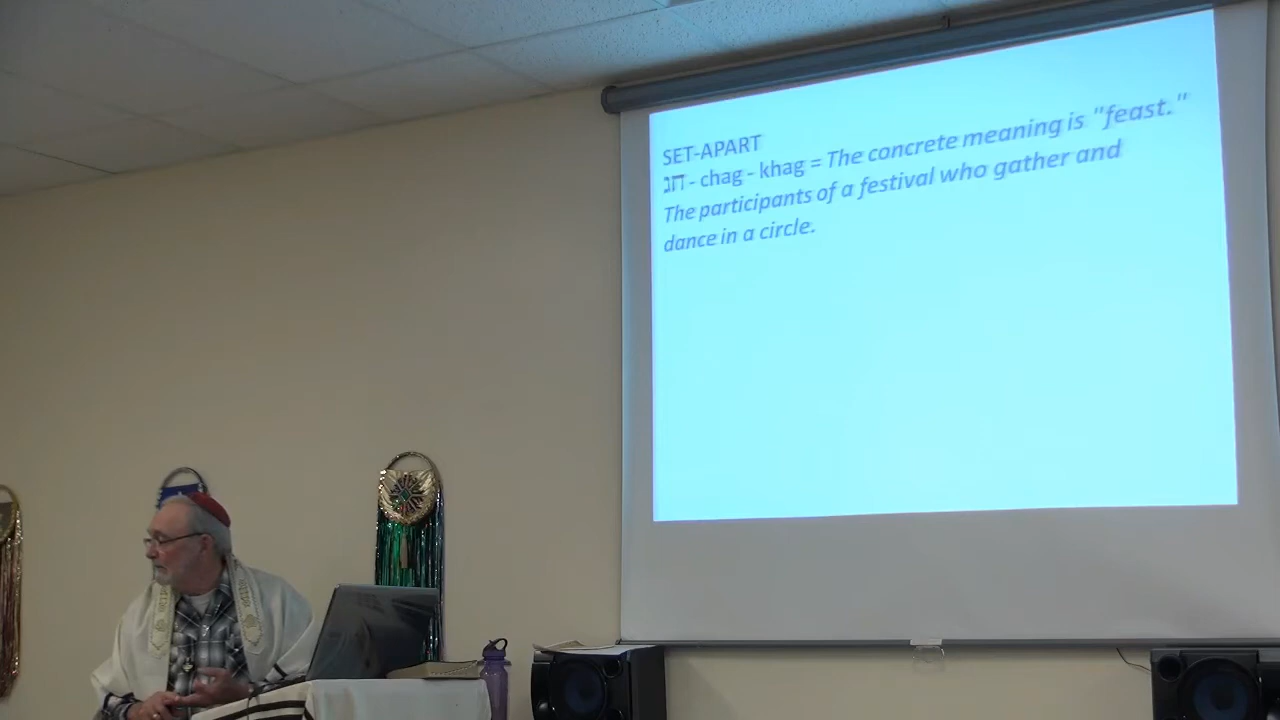 SET-APART
חג - chag - khag = The concrete meaning is "feast."
The participants of a festival who gather and
dance in a circle.